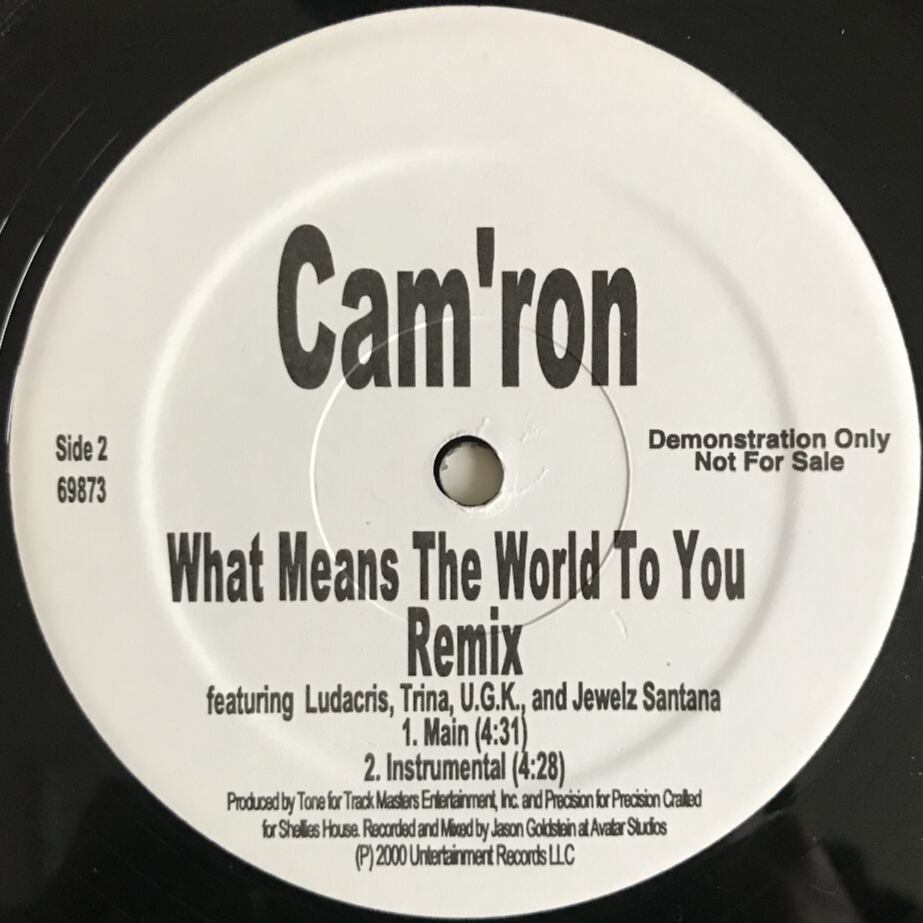 Cam'ron
Side 2
69873
Demonstration Only
Not For Sale
What Means The World To You
Remix
featuring Ludacris, Trina, U.G.K., and Jewelz Santana
1. Main (4:31)
2. Instrumental (4:28)
Produced by Tone for Track Masters Entertainment, Inc. and Precision for Precision Crafted
for Shellies House. Recorded and Mixed by Jason Goldstein at Avatar Studios
(P) 2000 Untertainment Records LLC